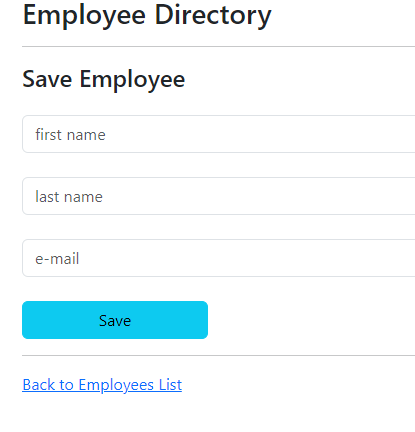 Employee Directory
Save Employee
first name
last name
e-mail
Save
Back to Employees List